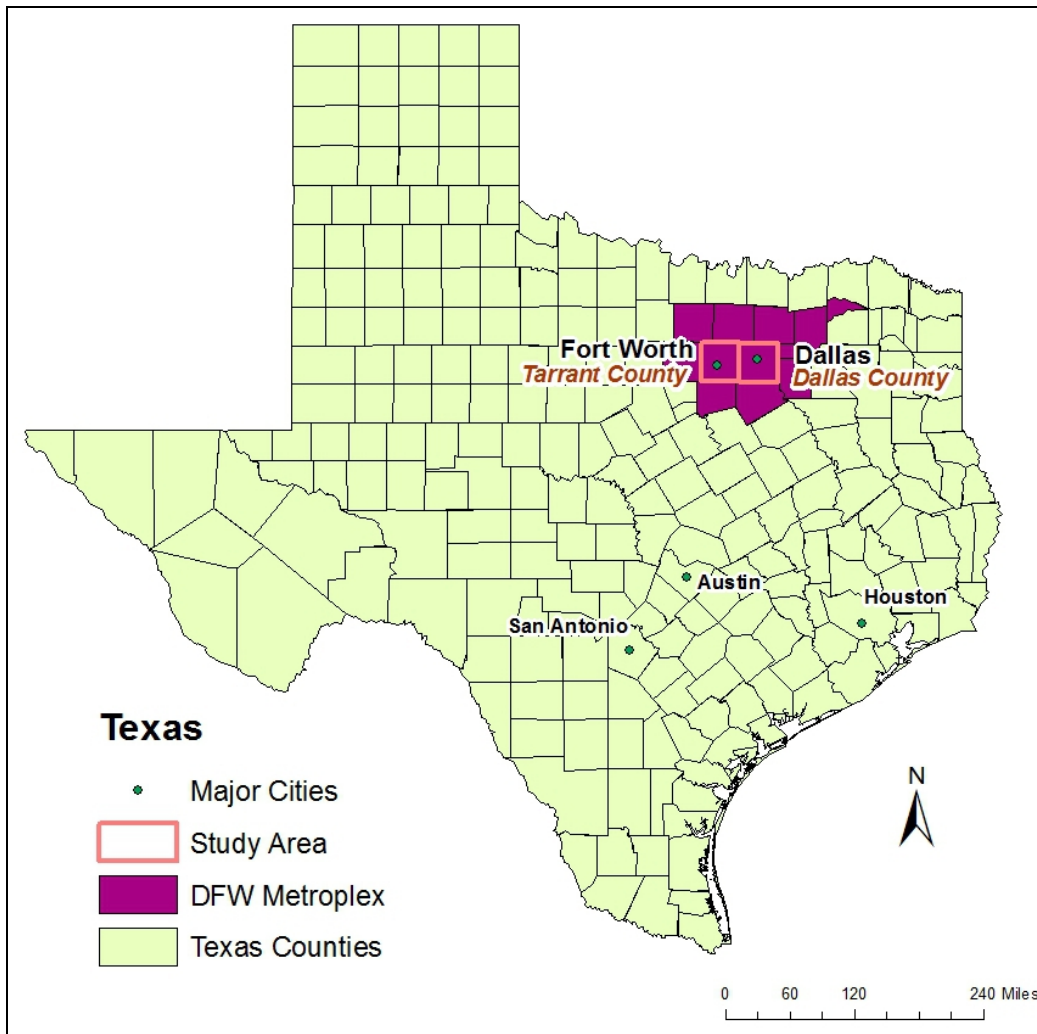 Fort Worth
Tarrant County
Dallas
Dallas County
Austin
Houston
San Antonio
Texas
Major Cities
Study Area
DFW Metroplex
Texas Counties
N
0 60 120 240 Miles